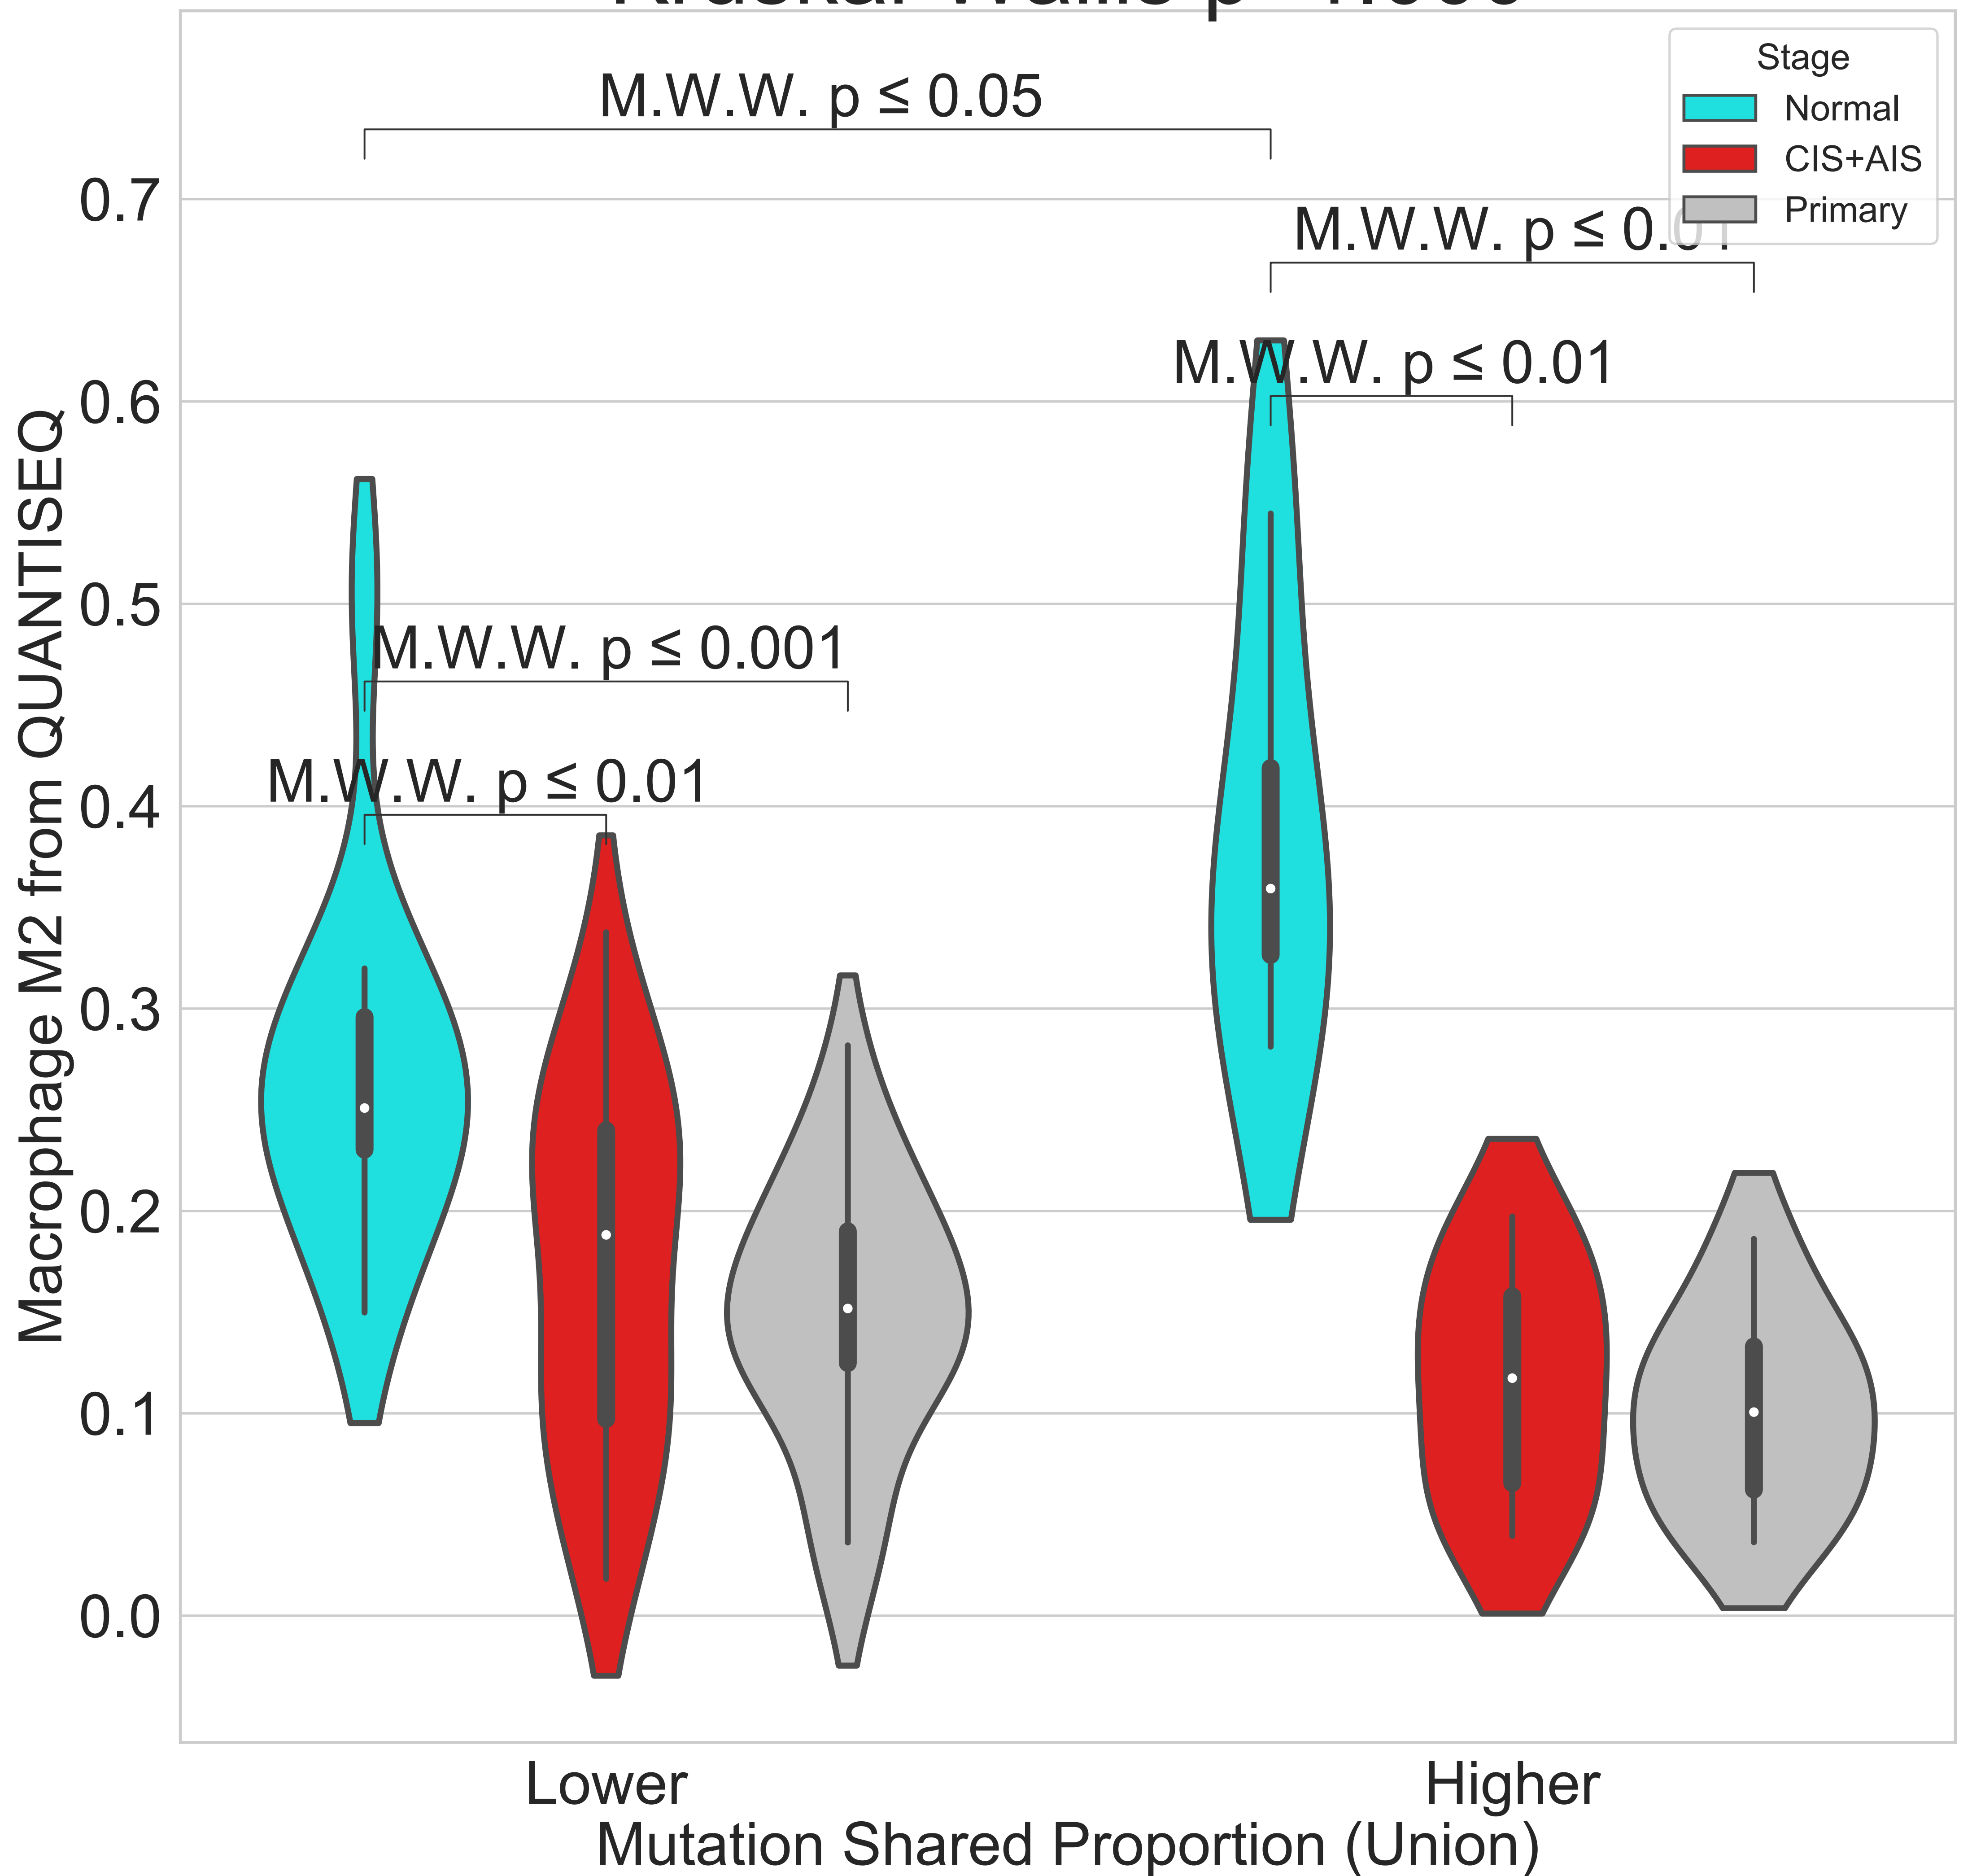 M.W.W. p ≤ 0.05
Stage
Normal
CIS+AIS
Primary
M.W.W. p ≤ 0.01
M.W.W. p ≤ 0.01
M.W.W. p ≤ 0.001
M.W.W. p ≤ 0.01
Macrophage M2 from QUANTISEQ
0.7
0.6
0.5
0.4
0.3
0.2
0.1
0.0
Lower
Higher
Mutation Shared Proportion (Union)